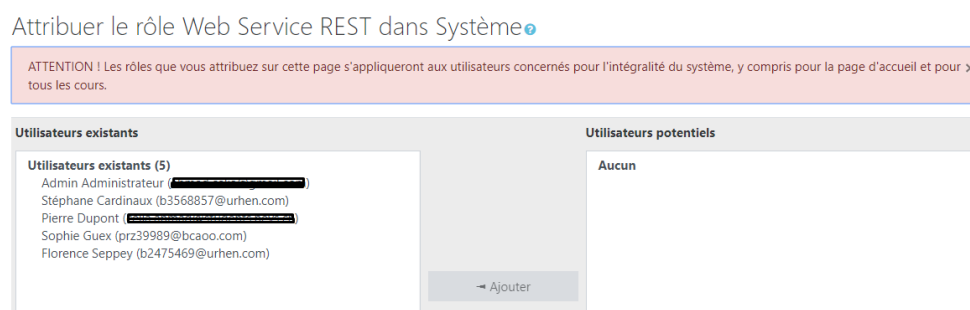 Attribuer le rôle Web Service REST dans Système
ATTENTION ! Les rôles que vous attribuez sur cette page s'appliqueront aux utilisateurs concernés pour l'intégralité du système, y compris pour la page d'accueil et pour
tous les cours.
Utilisateurs existants
Utilisateurs potentiels
Utilisateurs existants (5)
Admin Administrateur ( )
Stéphane Cardinaux (b3568857@urhen.com)
Pierre Dupont ( )
Sophie Guex (prz39989@bcaoo.com)
Florence Seppey (b2475469@urhen.com)
Aucun
◄ Ajouter